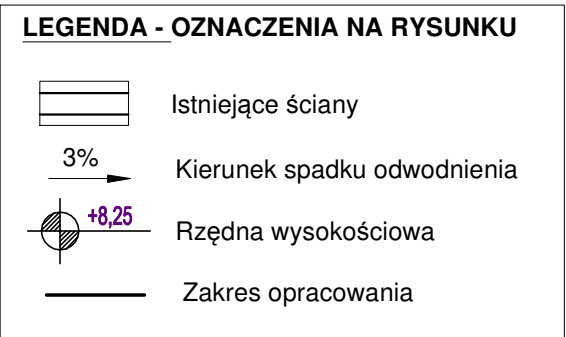 LEGENDA - OZNACZENIA NA RYSUNKU
Istniejące ściany
3% Kierunek spadku odwodnienia
+8,25 Rzędna wysokościowa
Zakres opracowania